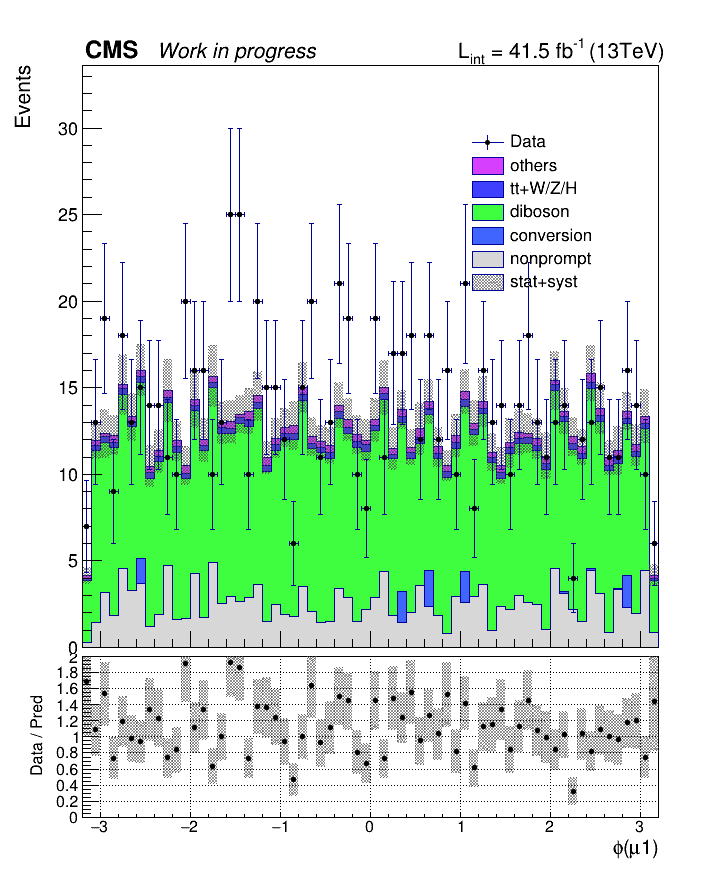 CMS Work in progress L_int = 41.5 fb^-1 (13TeV)
Events
30
25
20
15
10
5
0
Data
others
tt+W/Z/H
diboson
conversion
nonprompt
stat+syst
Data / Pred
2
1.8
1.6
1.4
1.2
1
0.8
0.6
0.4
0.2
0
−3 −2 −1 0 1 2 3
ϕ(μ1)